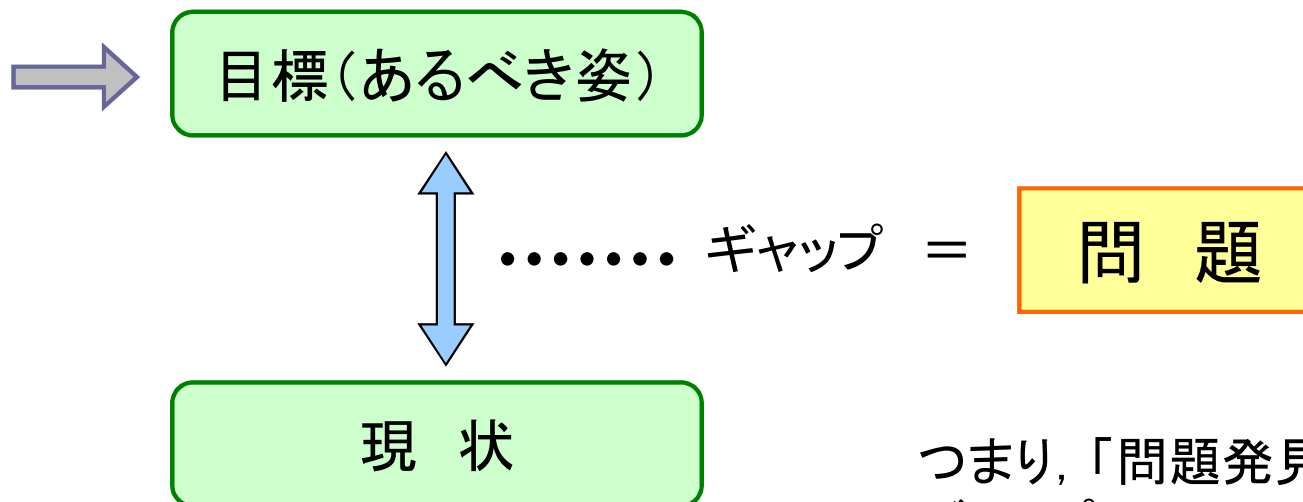 目標(あるべき姿)
ギャップ = 問 題
現 状
つまり,「問題発見